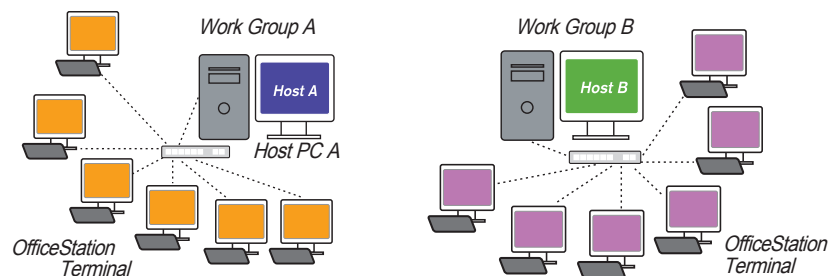 Work Group A
Host A
Host PC A
OfficeStation
Terminal
Work Group B
Host B
OfficeStation
Terminal